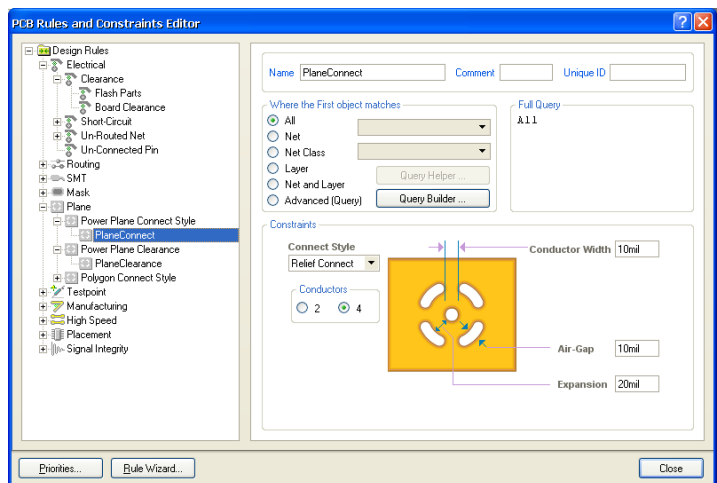 PCB Rules and Constraints Editor
Design Rules
Electrical
Clearance
Flash Parts
Board Clearance
Short-Circuit
Un-Routed Net
Un-Connected Pin
Routing
SMT
Mask
Plane
Power Plane Connect Style
PlaneConnect
Power Plane Clearance
PlaneClearance
Polygon Connect Style
Testpoint
Manufacturing
High Speed
Placement
Signal Integrity
Name PlaneConnect Comment Unique ID
Where the First object matches
All
Net
Net Class
Layer
Net and Layer
Advanced (Query)
Query Helper ...
Query Builder ...
Full Query
All
Constraints
Connect Style
Relief Connect
Conductors
2 4
Conductor Width 10mil
Air-Gap 10mil
Expansion 20mil
Priorities... Rule Wizard... Close